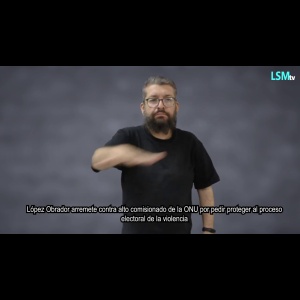 LSMtv
López Obrador arremete contra alto comisionado de la ONU por pedir proteger al proceso
electoral de la violencia